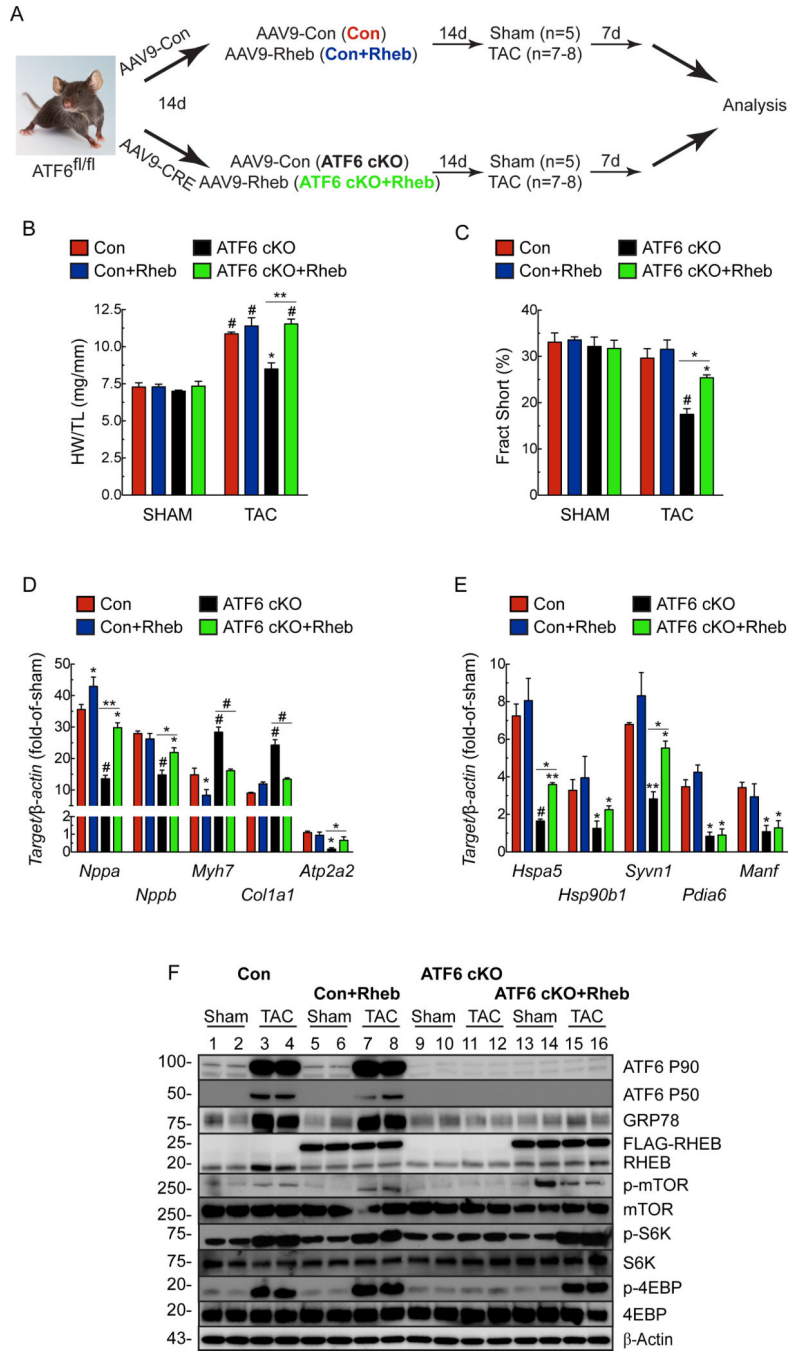 A
AAV9-Con
AAV9-Con (Con)
AAV9-Rheb (Con+Rheb)
14d
Sham (n=5)
TAC (n=7-8)
7d
14d
Analysis
ATF6fl/fl
AAV9-CRE
AAV9-Con (ATF6 cKO)
AAV9-Rheb (ATF6 cKO+Rheb)
14d
Sham (n=5)
TAC (n=7-8)
7d
B
Con
ATF6 cKO
Con+Rheb
ATF6 cKO+Rheb
HW/TL (mg/mm)
12.5
10.0
7.5
5.0
2.5
0.0
# # * ** #
SHAM TAC
C
Con
ATF6 cKO
Con+Rheb
ATF6 cKO+Rheb
Fract Short (%)
40
30
20
10
0
# * *
SHAM TAC
D
Con
ATF6 cKO
Con+Rheb
ATF6 cKO+Rheb
Target/β-actin (fold-of-sham)
50
40
30
20
10
2
1
0
* # ** * # * * * # # # # * *
Nppa Myh7 Atp2a2
Nppb Col1a1
E
Con
ATF6 cKO
Con+Rheb
ATF6 cKO+Rheb
Target/β-actin (fold-of-sham)
10
8
6
4
2
0
# * ** * * ** * * * * * *
Hspa5 Syvn1 Manf
Hsp90b1 Pdia6
F
Con ATF6 cKO
Con+Rheb ATF6 cKO+Rheb
Sham TAC Sham TAC Sham TAC Sham TAC
1 2 3 4 5 6 7 8 9 10 11 12 13 14 15 16
100- ATF6 P90
50- ATF6 P50
75- GRP78
25- FLAG-RHEB
20- RHEB
250- p-mTOR
250- mTOR
75- p-S6K
75- S6K
20- p-4EBP
20- 4EBP
43- β-Actin